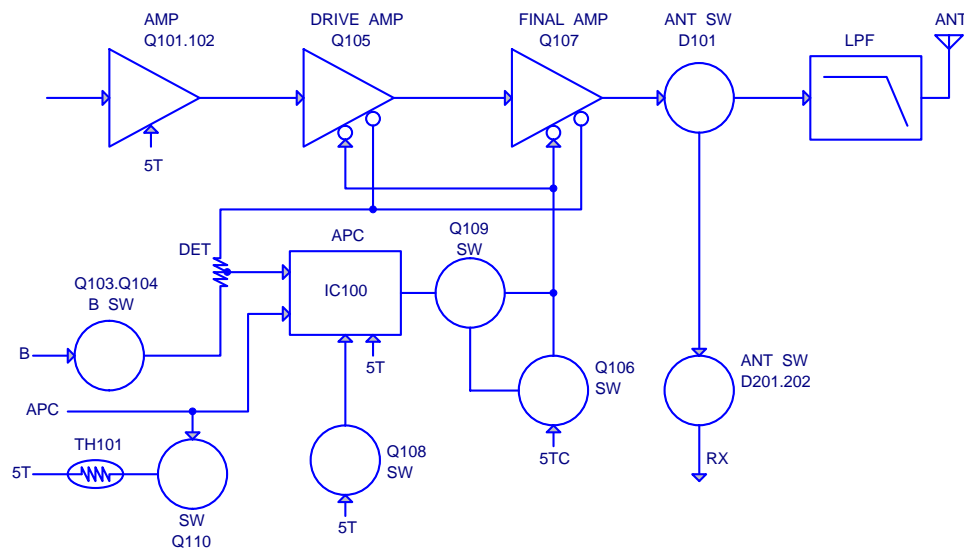 AMP
Q101.102
DRIVE AMP
Q105
FINAL AMP
Q107
ANT SW
D101
LPF
ANT
5T
DET
APC
Q109
SW
Q103.Q104
B SW
IC100
B
5T
Q106
SW
ANT SW
D201.202
APC
TH101
5T
Q108
SW
5TC
RX
SW
Q110
5T